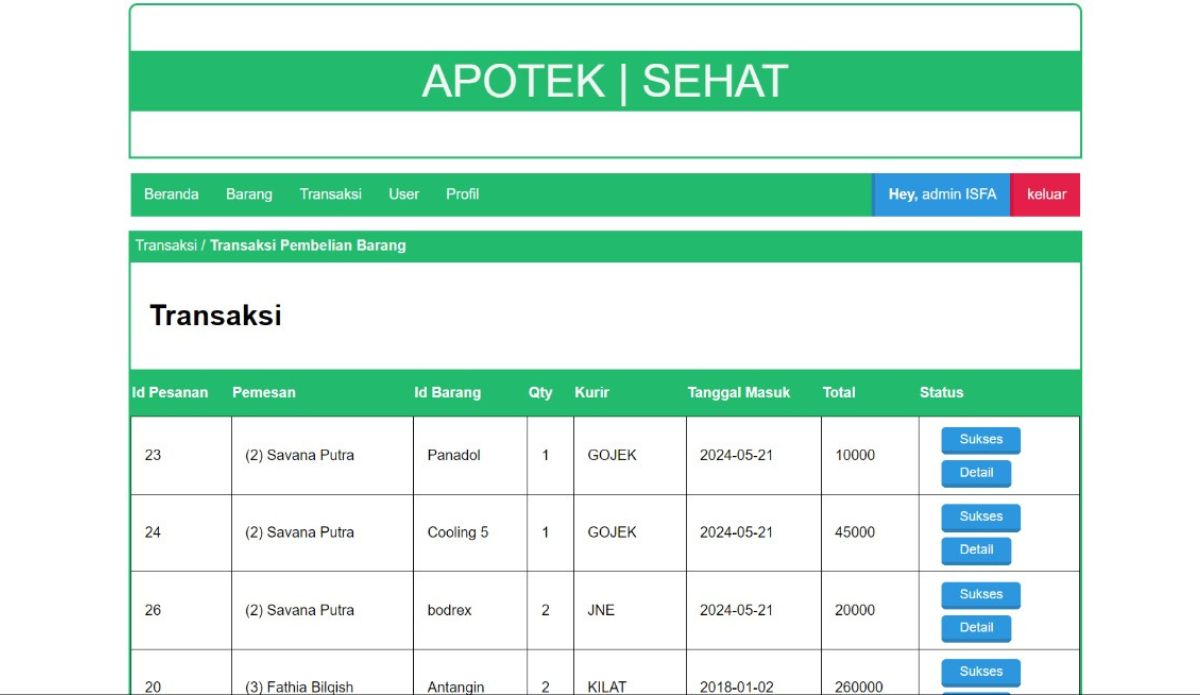 APOTEK | SEHAT
Beranda Barang Transaksi User Profil Hey, admin ISFA keluar
Transaksi / Transaksi Pembelian Barang
Transaksi
Id Pesanan Pemesan Id Barang Qty Kurir Tanggal Masuk Total Status
23 (2) Savana Putra Panadol 1 GOJEK 2024-05-21 10000 Sukses
Detail
24 (2) Savana Putra Cooling 5 1 GOJEK 2024-05-21 45000 Sukses
Detail
26 (2) Savana Putra bodrex 2 JNE 2024-05-21 20000 Sukses
Detail
20 (3) Fathia Bilqish Antangin 2 KILAT 2018-01-02 260000 Sukses